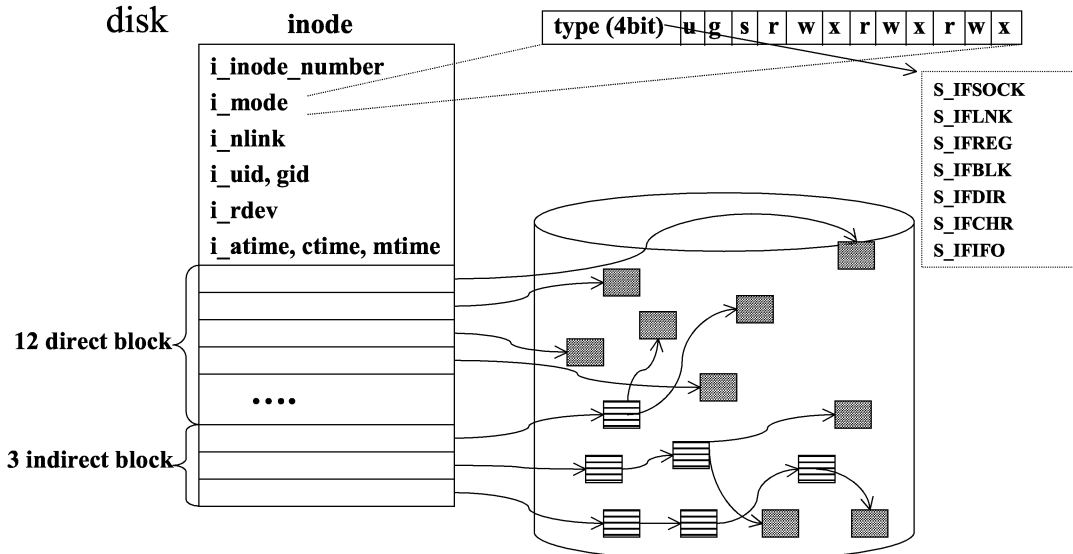 disk
inode
type (4bit) u g s r w x r w x r w x
i_inode_number
i_mode
i_nlink
i_uid, gid
i_rdev
i_atime, ctime, mtime
S_IFSOCK
S_IFLNK
S_IFREG
S_IFBLK
S_IFDIR
S_IFCHR
S_IFIFO
12 direct block
....
3 indirect block